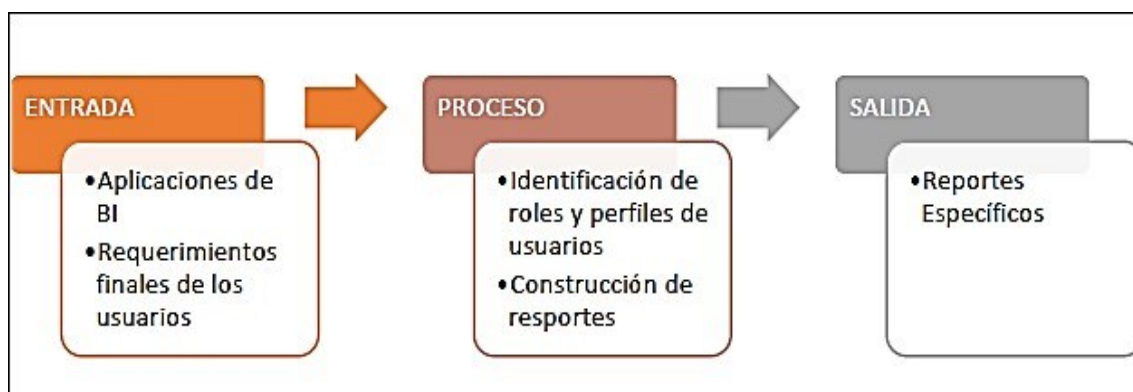 ENTRADA
•Aplicaciones de
BI
•Requerimientos
finales de los
usuarios
PROCESO
•Identificación de
roles y perfiles de
usuarios
•Construcción de
resportes
SALIDA
•Reportes
Específicos